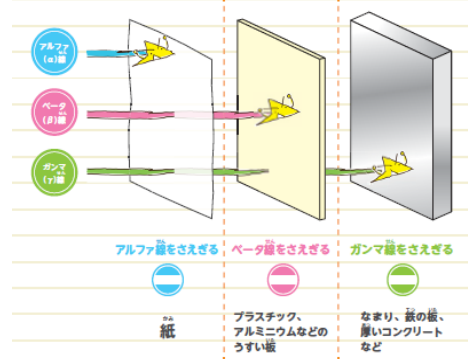 アルファ
(α)線
ベータ
(β)線
ガンマ
(γ)線
アルファ線をさえぎる
ベータ線をさえぎる
ガンマ線をさえぎる
紙
プラスチック、
アルミニウムなどの
うすい板
なまり、鉄の板、
厚いコンクリート
など